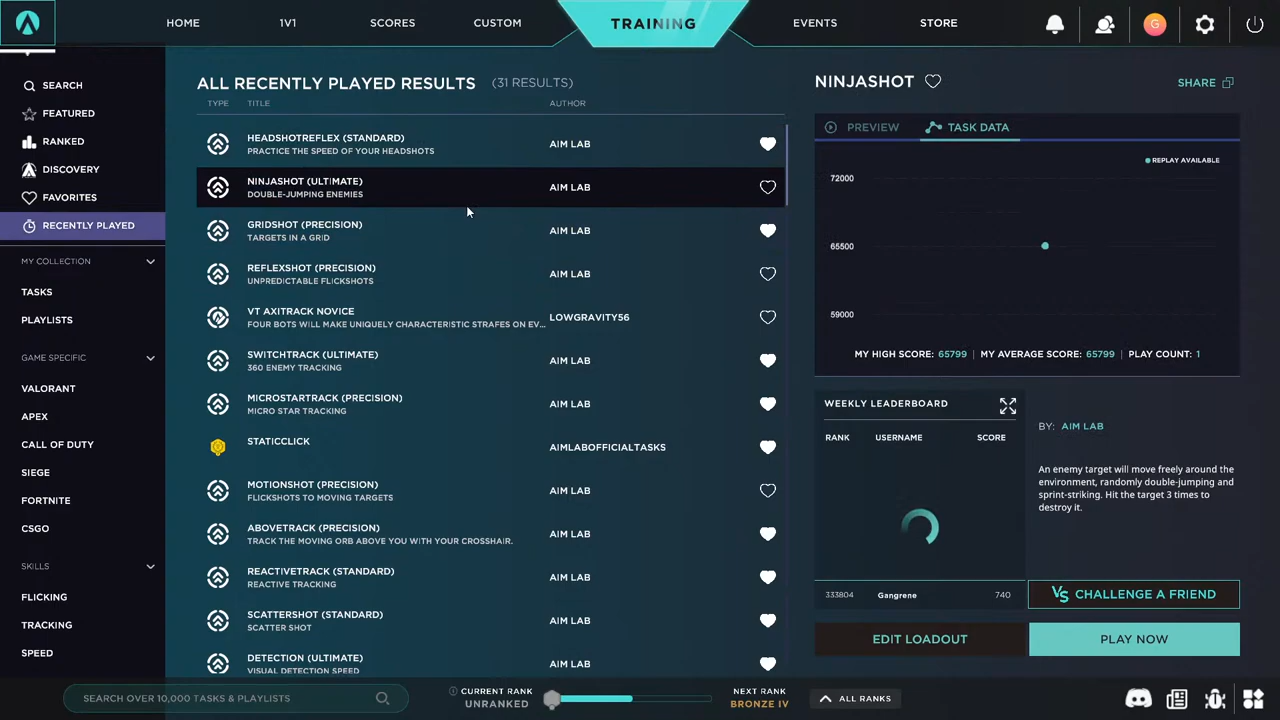 HOME
1V1
SCORES
CUSTOM
TRAINING
EVENTS
STORE
G
SEARCH
FEATURED
RANKED
DISCOVERY
FAVORITES
RECENTLY PLAYED
MY COLLECTION
TASKS
PLAYLISTS
GAME SPECIFIC
VALORANT
APEX
CALL OF DUTY
SIEGE
FORTNITE
CSGO
SKILLS
FLICKING
TRACKING
SPEED
ALL RECENTLY PLAYED RESULTS (31 RESULTS)
TYPE TITLE AUTHOR
HEADSHOTREFLEX (STANDARD)
PRACTICE THE SPEED OF YOUR HEADSHOTS
AIM LAB
NINJASHOT (ULTIMATE)
DOUBLE-JUMPING ENEMIES
AIM LAB
GRIDSHOT (PRECISION)
TARGETS IN A GRID
AIM LAB
REFLEXSHOT (PRECISION)
UNPREDICTABLE FLICKSHOTS
AIM LAB
VT AXITRACK NOVICE
FOUR BOTS WILL MAKE UNIQUELY CHARACTERISTIC STRAFES ON EV...
LOWGRAVITY56
SWITCHTRACK (ULTIMATE)
360 ENEMY TRACKING
AIM LAB
MICROSTARTRACK (PRECISION)
MICRO STAR TRACKING
AIM LAB
STATICCLICK
AIMLABOFFICIALTASKS
MOTIONSHOT (PRECISION)
FLICKSHOTS TO MOVING TARGETS
AIM LAB
ABOVETRACK (PRECISION)
TRACK THE MOVING ORB ABOVE YOU WITH YOUR CROSSHAIR.
AIM LAB
REACTIVETRACK (STANDARD)
REACTIVE TRACKING
AIM LAB
SCATTERSHOT (STANDARD)
SCATTER SHOT
AIM LAB
DETECTION (ULTIMATE)
VISUAL DETECTION SPEED
AIM LAB
NINJASHOT
SHARE
PREVIEW
TASK DATA
REPLAY AVAILABLE
72000
65500
59000
MY HIGH SCORE: 65799 | MY AVERAGE SCORE: 65799 | PLAY COUNT: 1
WEEKLY LEADERBOARD
RANK USERNAME SCORE
333804 Gangrene 740
BY: AIM LAB
An enemy target will move freely around the
environment, randomly double-jumping and
sprint-striking. Hit the target 3 times to
destroy it.
VS CHALLENGE A FRIEND
EDIT LOADOUT
PLAY NOW
SEARCH OVER 10,000 TASKS & PLAYLISTS
CURRENT RANK
UNRANKED
NEXT RANK
BRONZE IV
ALL RANKS